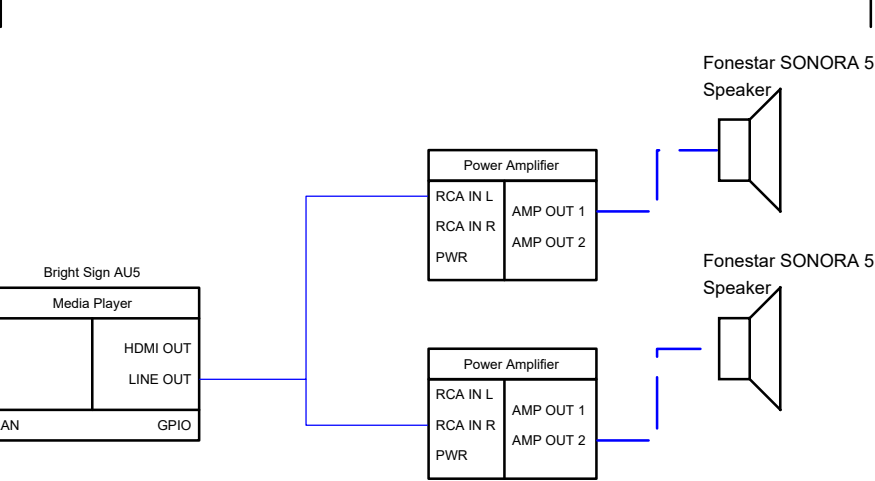 Fonestar SONORA 5
Speaker
Power Amplifier
RCA IN L
RCA IN R
PWR
AMP OUT 1
AMP OUT 2
Fonestar SONORA 5
Speaker
Bright Sign AU5
Media Player
HDMI OUT
LINE OUT
AN
GPIO
Power Amplifier
RCA IN L
RCA IN R
PWR
AMP OUT 1
AMP OUT 2